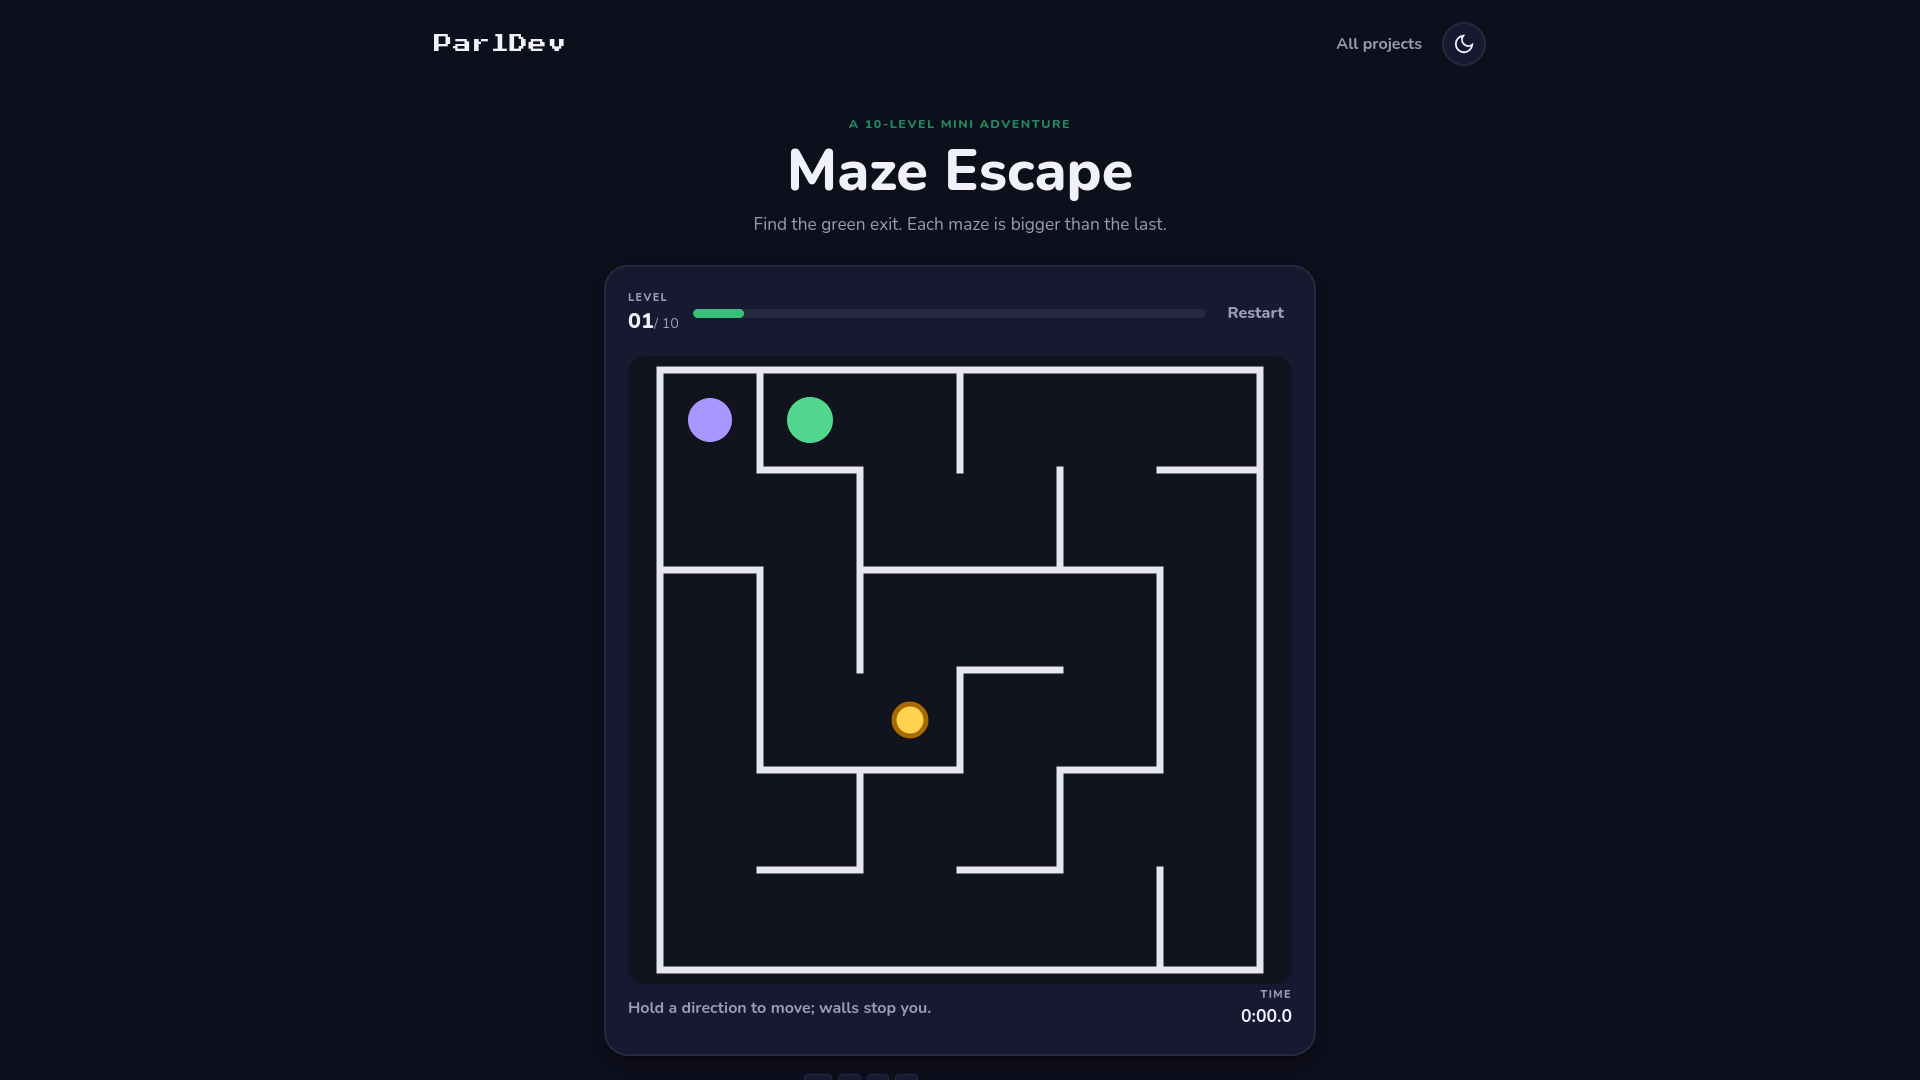 ParlDev
All projects
A 10-LEVEL MINI ADVENTURE
Maze Escape
Find the green exit. Each maze is bigger than the last.
LEVEL
01/ 10
Restart
Hold a direction to move; walls stop you.
TIME
0:00.0